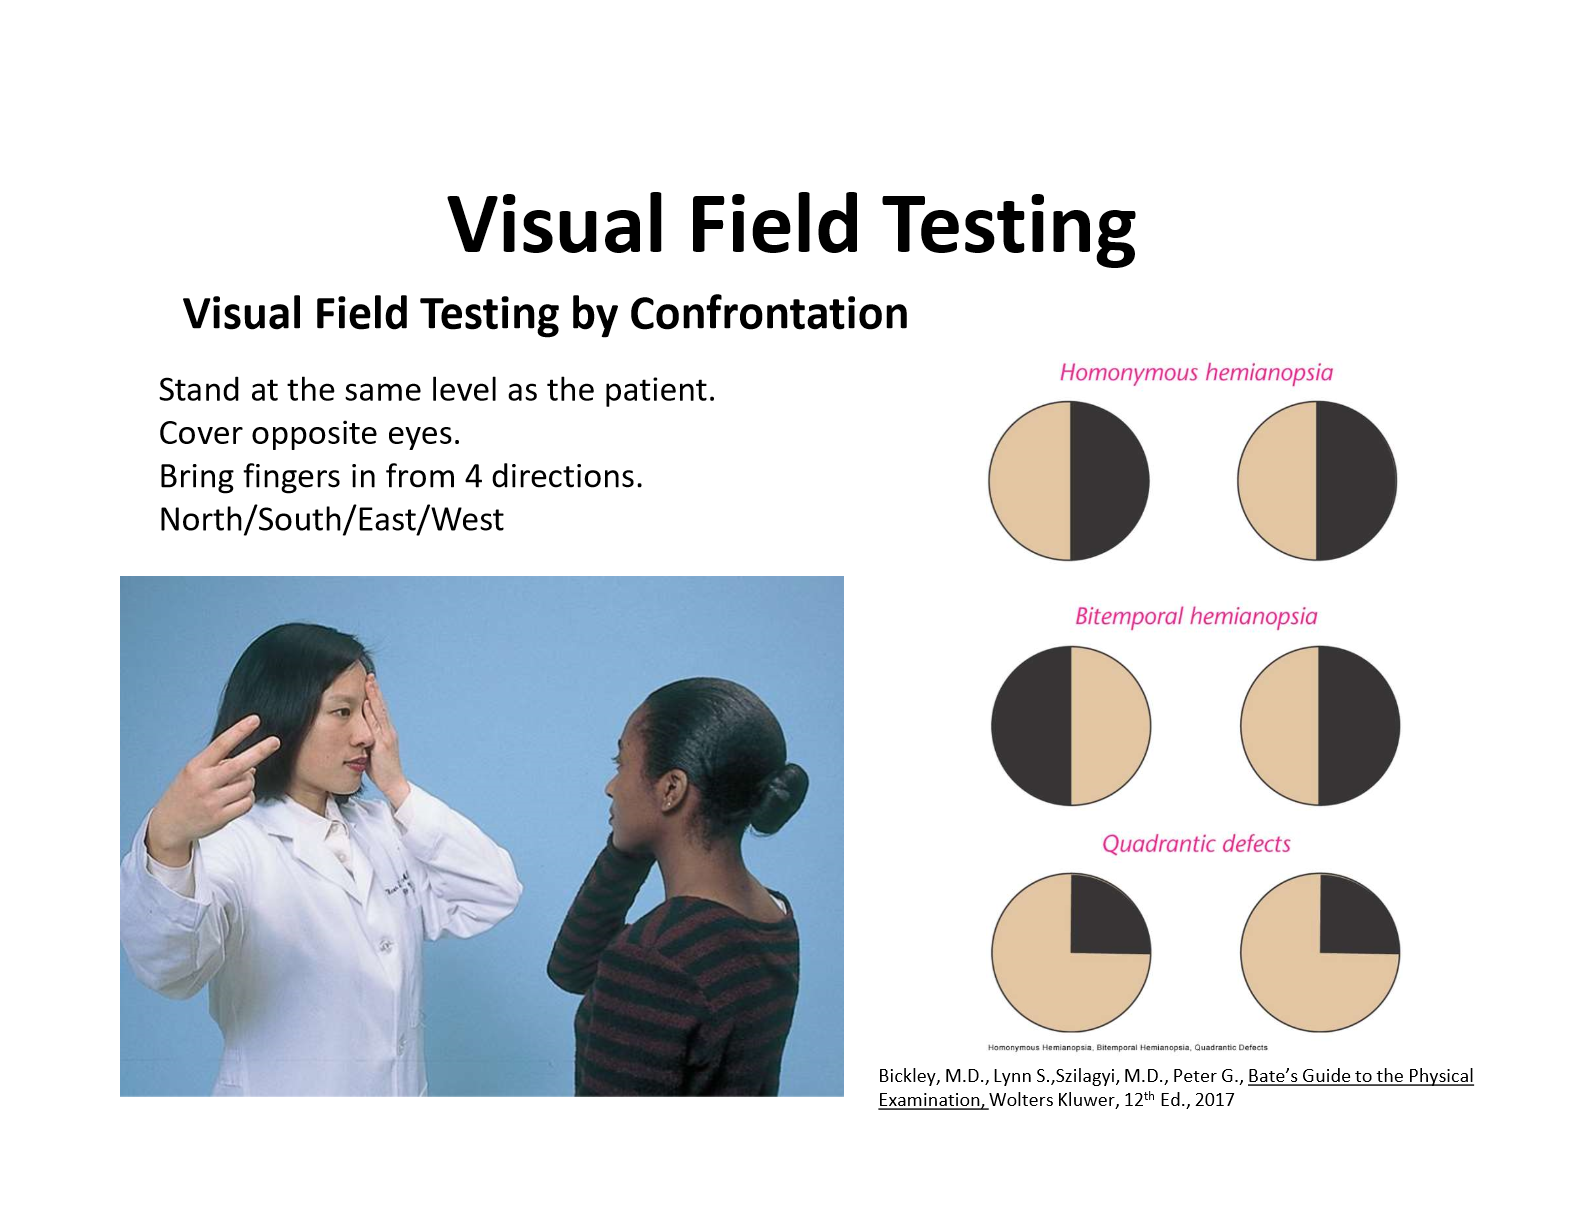 Visual Field Testing
Visual Field Testing by Confrontation
Stand at the same level as the patient.
Cover opposite eyes.
Bring fingers in from 4 directions.
North/South/East/West
Homonymous hemianopsia
Bitemporal hemianopsia
Quadrantic defects
Homonymous Hemianopsia, Bitemporal Hemianopsia, Quadrantic Defects
Bickley, M.D., Lynn S.,Szilagyi, M.D., Peter G., Bate’s Guide to the Physical
Examination, Wolters Kluwer, 12th Ed., 2017